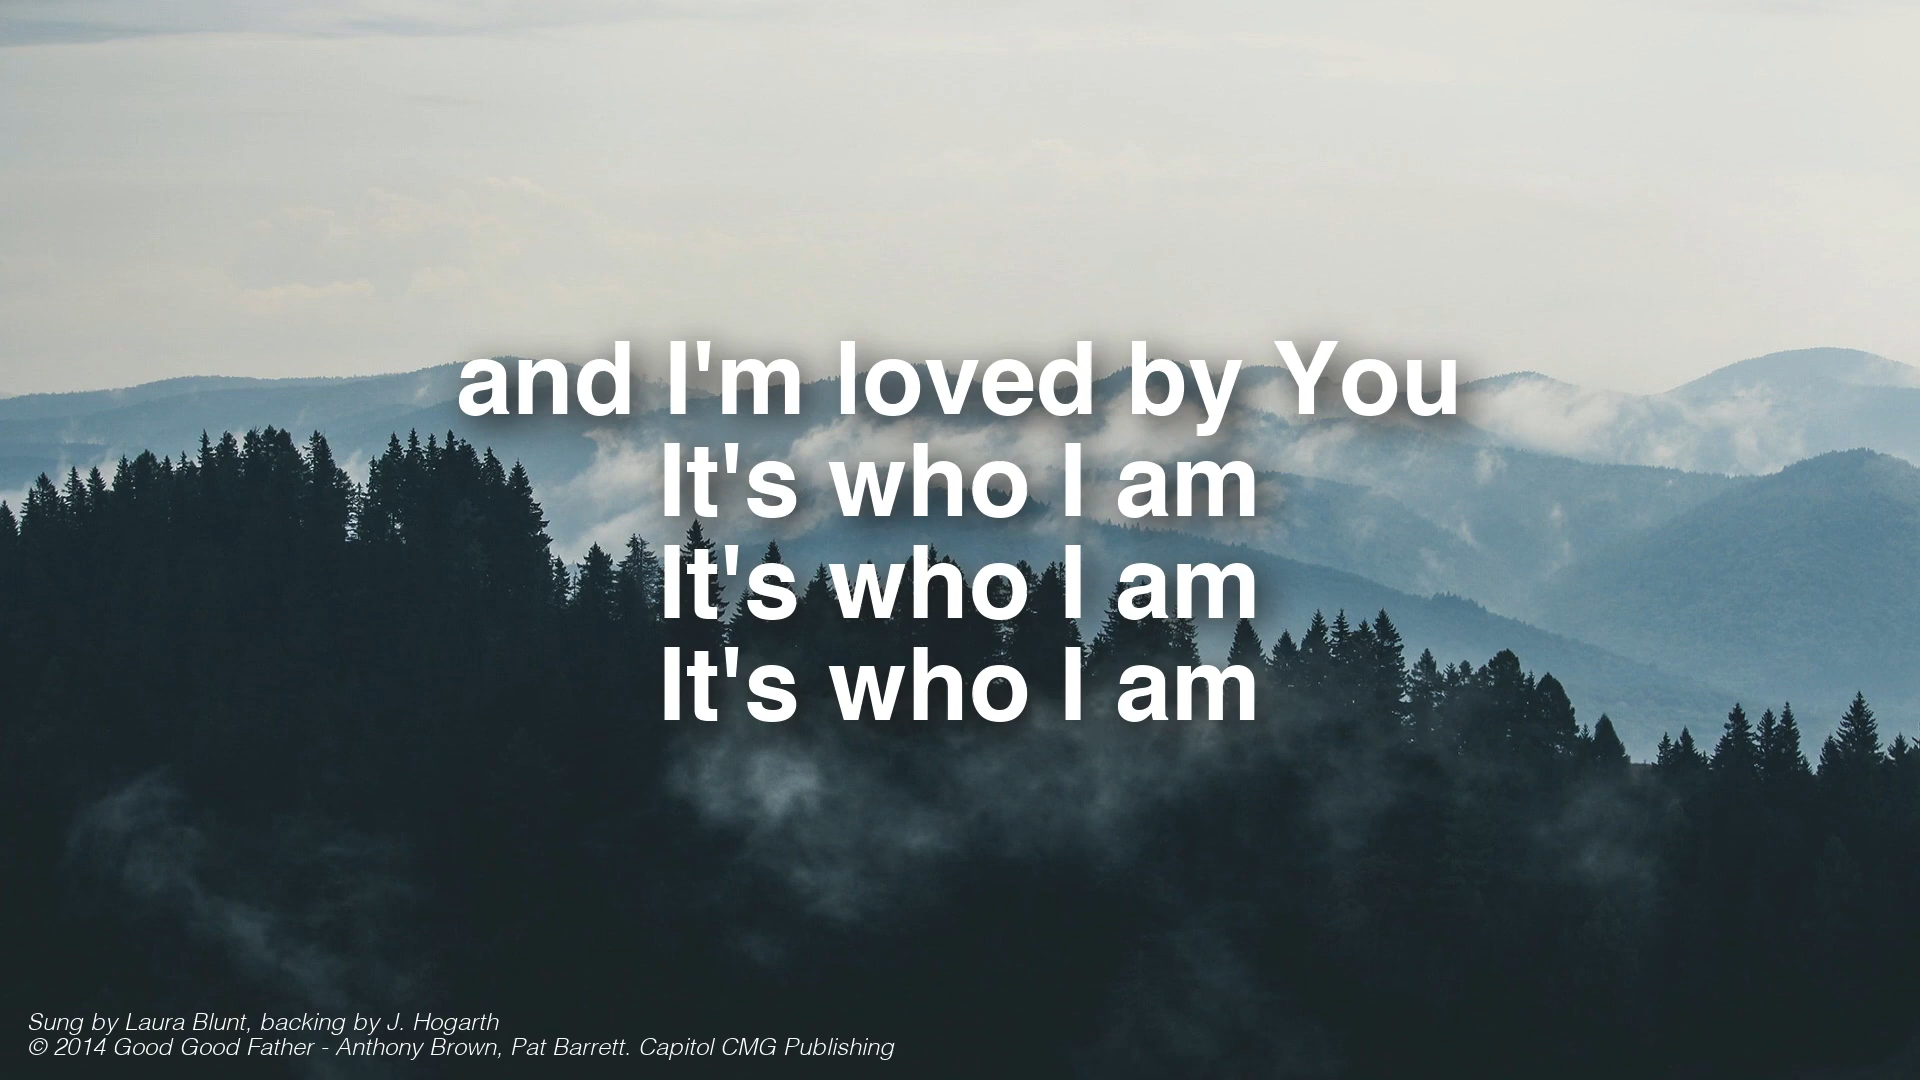 and I'm loved by You
It's who I am
It's who I am
It's who I am
Sung by Laura Blunt, backing by J. Hogarth
© 2014 Good Good Father - Anthony Brown, Pat Barrett. Capitol CMG Publishing